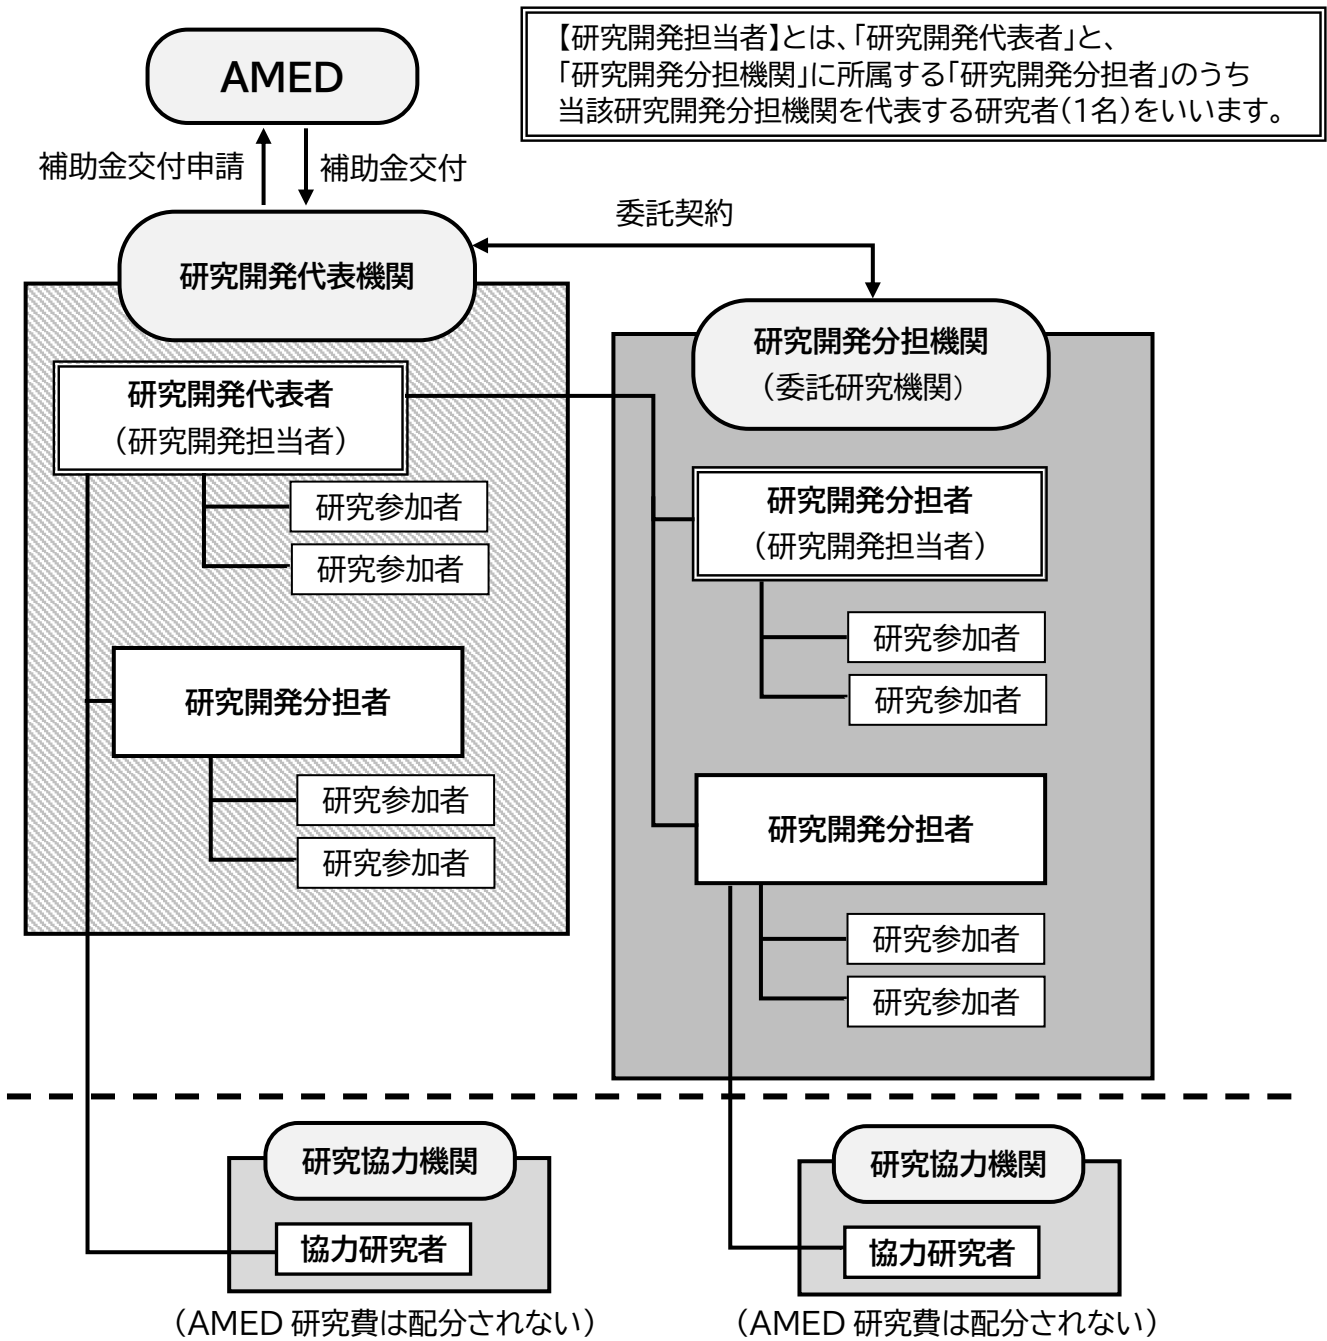 【研究開発担当者】とは、「研究開発代表者」と、
「研究開発分担機関」に所属する「研究開発分担者」のうち
当該研究開発分担機関を代表する研究者(1名)をいいます。
AMED
補助金交付申請
補助金交付
委託契約
研究開発代表機関
研究開発代表者
(研究開発担当者)
研究参加者
研究参加者
研究開発分担者
研究参加者
研究参加者
研究開発分担機関
(委託研究機関)
研究開発分担者
(研究開発担当者)
研究参加者
研究参加者
研究開発分担者
研究参加者
研究参加者
研究協力機関
協力研究者
(AMED 研究費は配分されない)
研究協力機関
協力研究者
(AMED 研究費は配分されない)